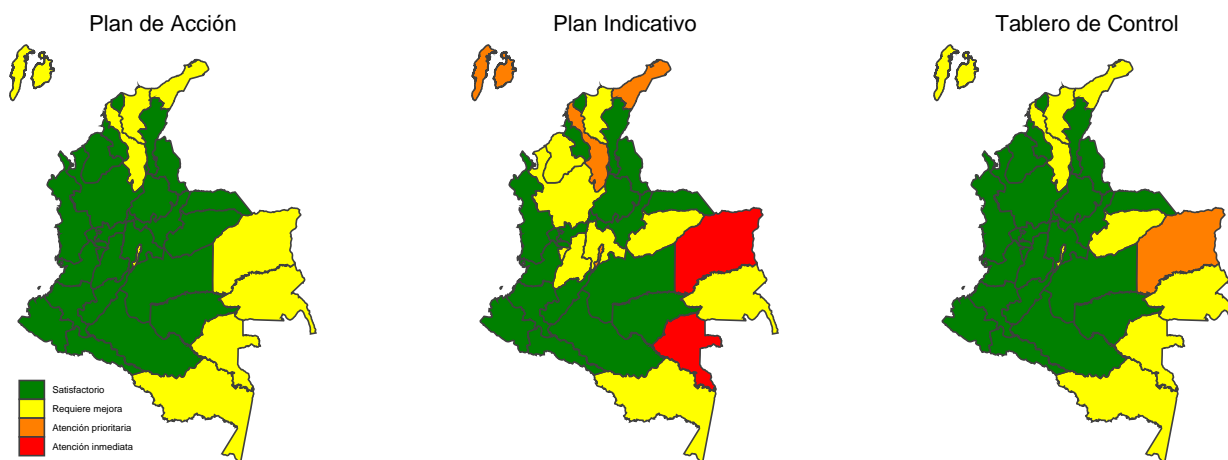 Plan de Acción
Plan Indicativo
Tablero de Control
Satisfactorio
Requiere mejora
Atención prioritaria
Atención inmediata